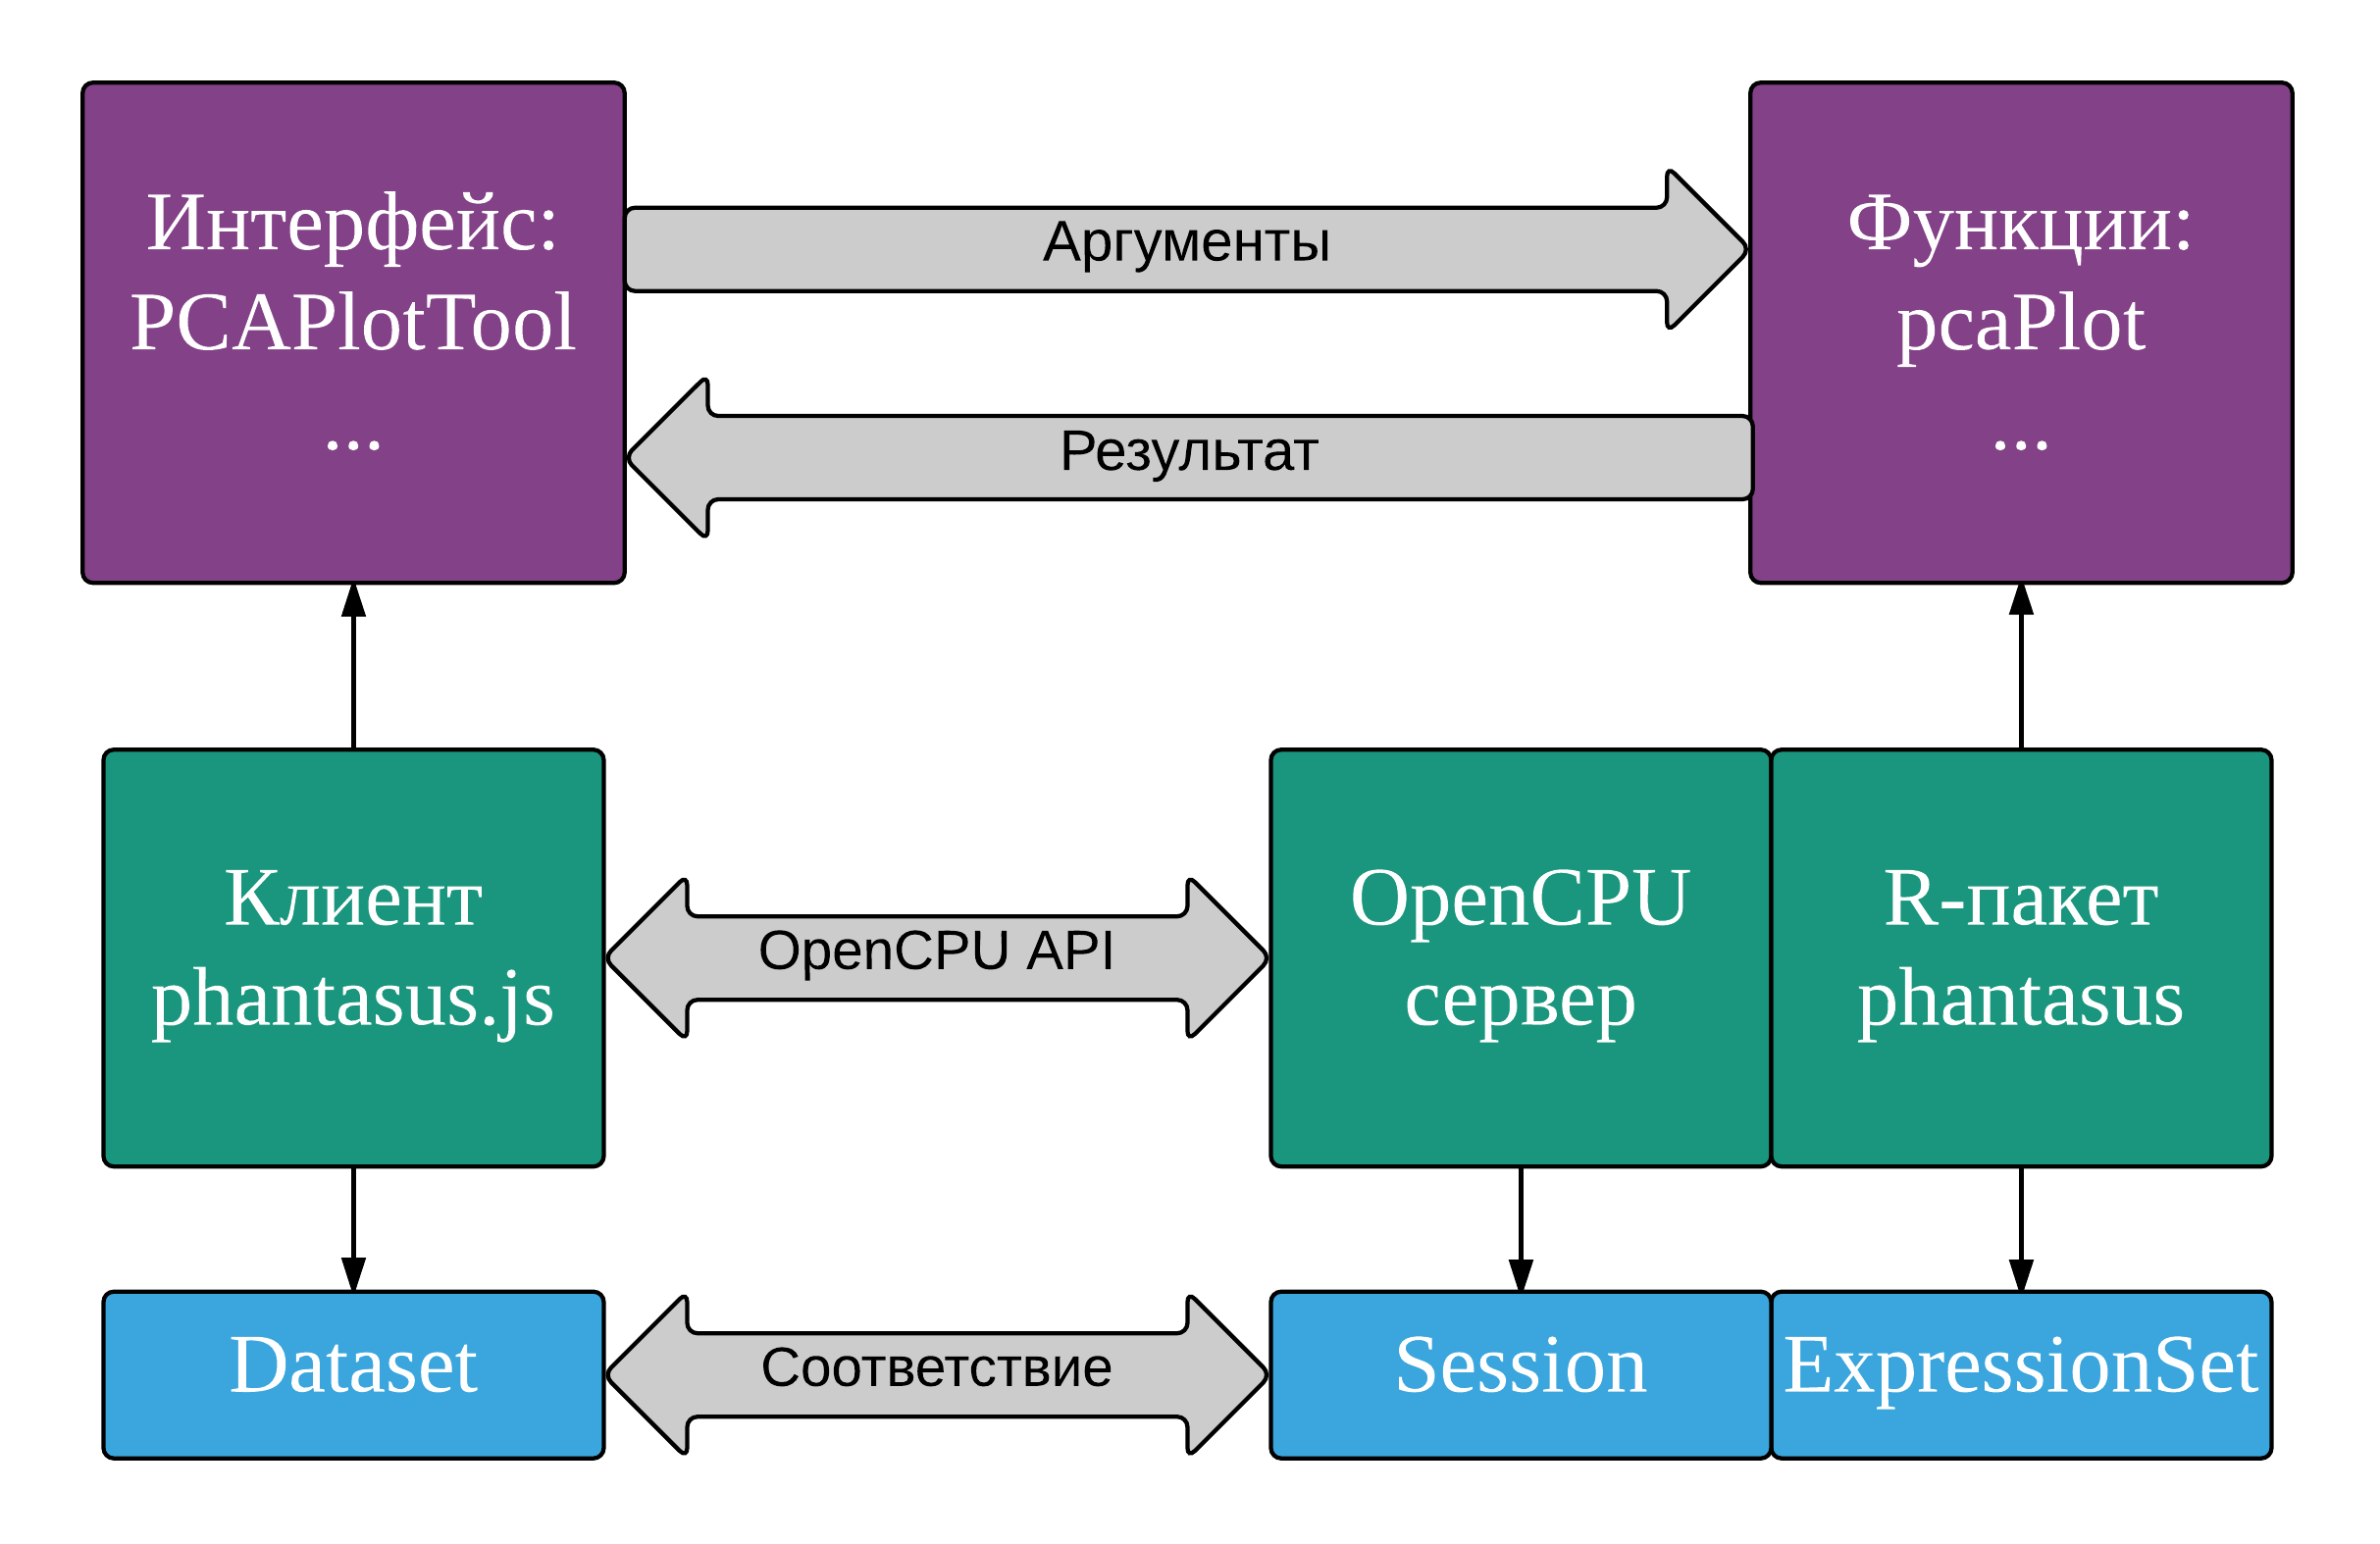 Интерфейс:
PCAPlotTool
...
Аргументы
Результат
Функции:
pcaPlot
...
Клиент
phantasus.js
OpenCPU API
OpenCPU
сервер
R-пакет
phantasus
Dataset
Соответствие
Session
ExpressionSet